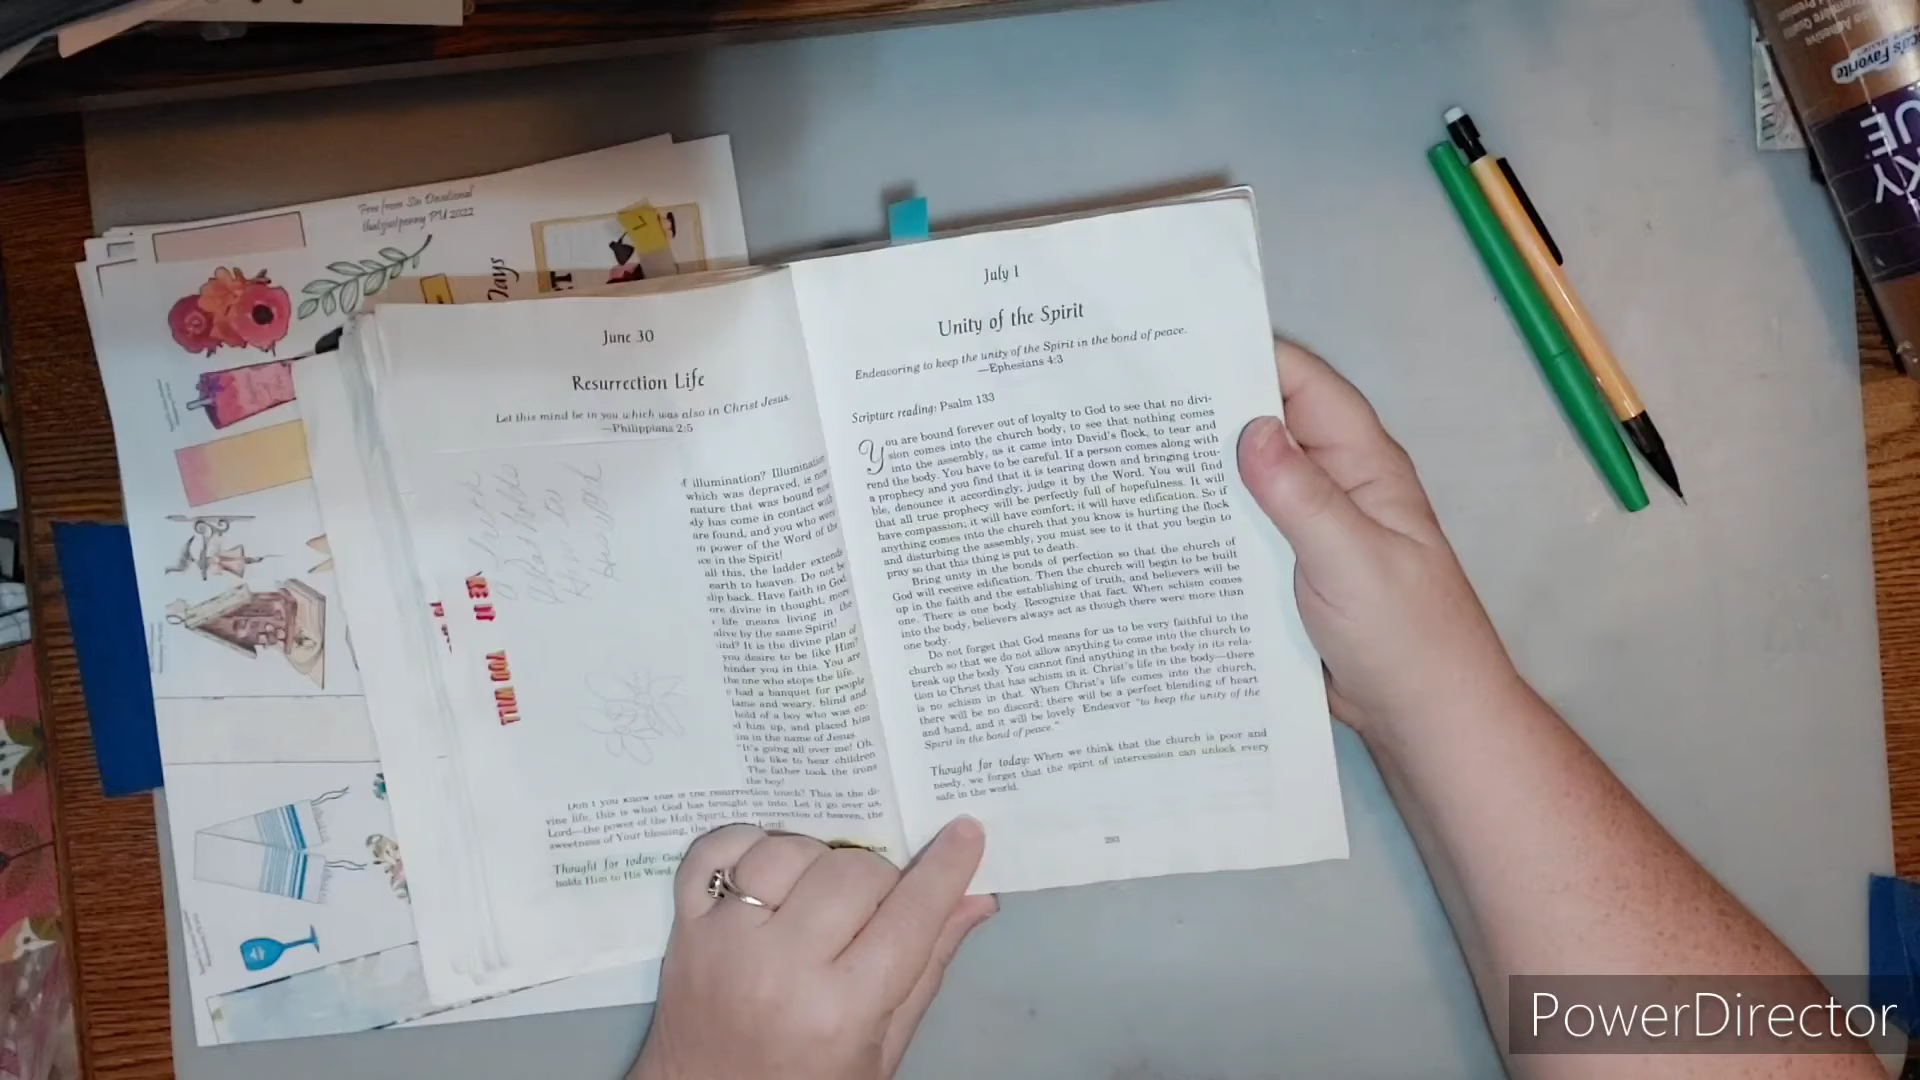 Free from Sin Devotional
thatgustpenny PU 2022
Days
June 30
Resurrection Life
Let this mind be in you which was also in Christ Jesus.
—Philippians 2:5
f illumination? Illumination
which was depraved, is now
nature that was bound now
dy has come in contact with
are found, and you who were
power of the Word of the
ce in the Spirit!
all this, the ladder extends
earth to heaven. Do not be
slip back. Have faith in God.
ore divine in thought, more
life means living in the
alive by the same Spirit!
ind? It is the divine plan of
you desire to be like Him?
hinder you in this. You are
the one who stops the life.
had a banquet for people
lame and weary, blind and
hold of a boy who was en-
d him up, and placed him
im in the name of Jesus.
"It's going all over me! Oh,
I do like to hear children
The father took the irons
the boy!
Don't you know this is the resurrection touch? This is the di-
vine life, this is what God has brought us into. Let it go over us,
Lord—the power of the Holy Spirit, the resurrection of heaven, the
sweetness of Your blessing, the Lord!
Thought for today: God
holds Him to His Word.
July 1
Unity of the Spirit
Endeavoring to keep the unity of the Spirit in the bond of peace.
—Ephesians 4:3
Scripture reading: Psalm 133
You are bound forever out of loyalty to God to see that no divi-
sion comes into the church body, to see that nothing comes
into the assembly, as it came into David's flock, to tear and
rend the body. You have to be careful. If a person comes along with
a prophecy and you find that it is tearing down and bringing trou-
ble, denounce it accordingly; judge it by the Word. You will find
that all true prophecy will be perfectly full of hopefulness. It will
have compassion; it will have comfort; it will have edification. So if
anything comes into the church that you know is hurting the flock
and disturbing the assembly, you must see to it that you begin to
pray so that this thing is put to death.
Bring unity in the bonds of perfection so that the church of
God will receive edification. Then the church will begin to be built
up in the faith and the establishing of truth, and believers will be
one. There is one body. Recognize that fact. When schism comes
into the body, believers always act as though there were more than
one body.
Do not forget that God means for us to be very faithful to the
church so that we do not allow anything to come into the church to
break up the body. You cannot find anything in the body in its rela-
tion to Christ that has schism in it. Christ's life in the body—there
is no schism in that. When Christ's life comes into the church,
there will be no discord; there will be a perfect blending of heart
and hand, and it will be lovely. Endeavor "to keep the unity of the
Spirit in the bond of peace."
Thought for today: When we think that the church is poor and
needy, we forget that the spirit of intercession can unlock every
safe in the world.
PowerDirector